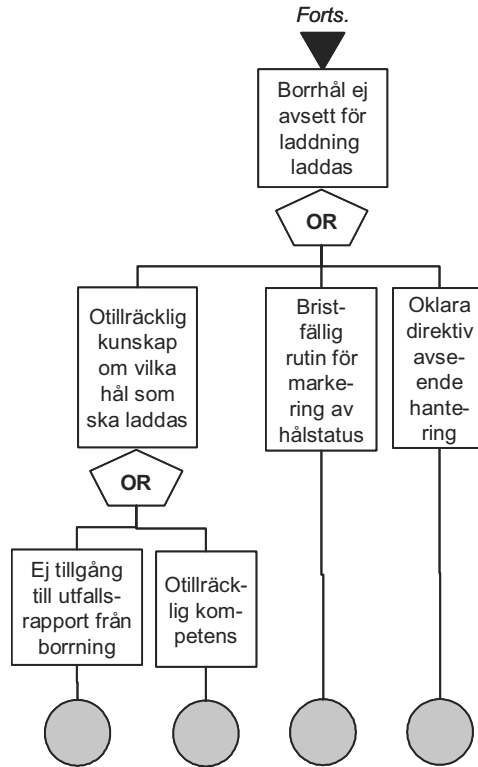 Forts.
Borrhål ej
avsett för
laddning
laddas
OR
Otillräcklig
kunskap
om vilka
hål som
ska laddas
Brist-
fällig
rutin för
marke-
ring av
hålstatus
Oklara
direktiv
avse-
ende
hante-
ring
OR
Ej tillgång
till utfalls-
rapport från
borrning
Otillräck-
lig kom-
petens